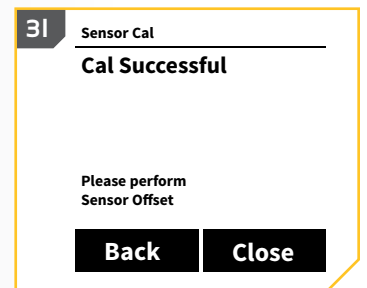 31
Sensor Cal
Cal Successful
Please perform
Sensor Offset
Back Close